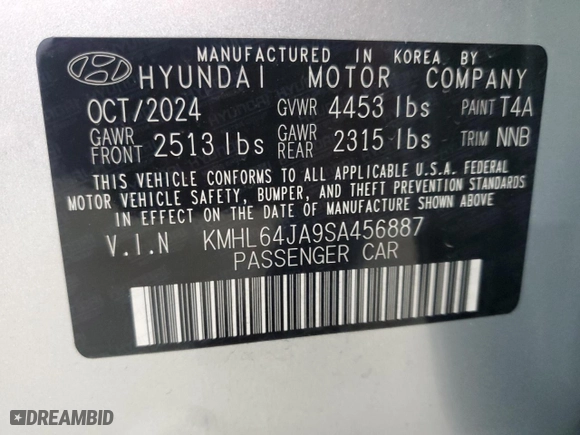 MANUFACTURED IN KOREA BY
HYUNDAI MOTOR COMPANY
OCT/2024 GVWR 4453 lbs PAINT T4A
GAWR FRONT 2513 lbs GAWR REAR 2315 lbs TRIM NNB
THIS VEHICLE CONFORMS TO ALL APPLICABLE U.S.A. FEDERAL
MOTOR VEHICLE SAFETY, BUMPER, AND THEFT PREVENTION STANDARDS
IN EFFECT ON THE DATE OF MANUFACTURE SHOWN ABOVE.
V.I.N KMHL64JA9SA456887
PASSENGER CAR
DREAMBID